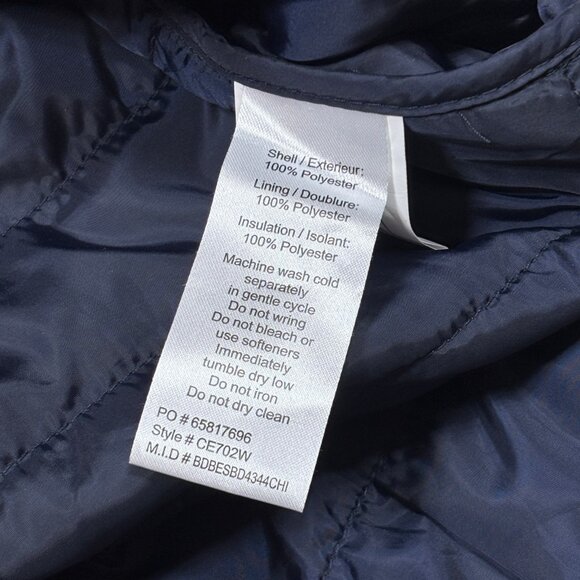 Shell / Exterieur:
100% Polyester
Lining / Doublure:
100% Polyester
Insulation / Isolant:
100% Polyester
Machine wash cold
separately
in gentle cycle
Do not wring
Do not bleach or
use softeners
Immediately
tumble dry low
Do not iron
Do not dry clean
PO # 65817696
Style # CE702W
M.I.D # BDBESBD4344CHI